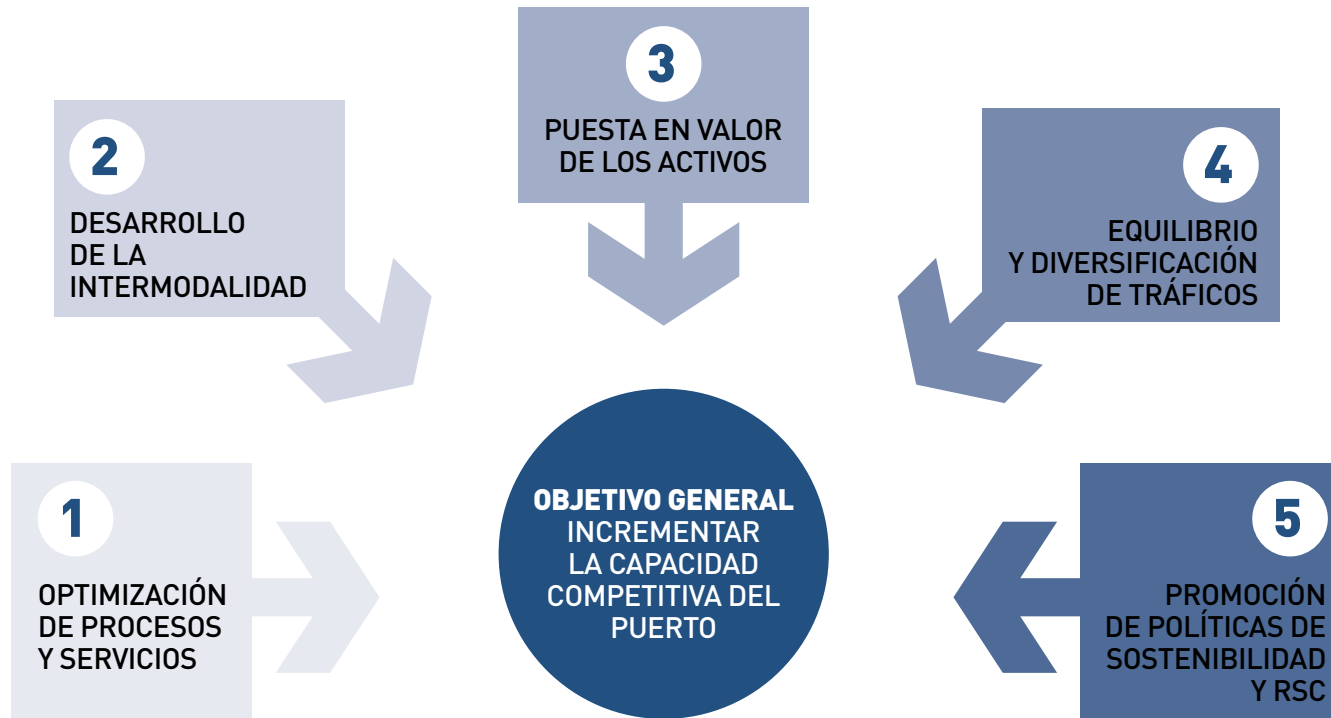 1
OPTIMIZACIÓN
DE PROCESOS
Y SERVICIOS
2
DESARROLLO
DE LA
INTERMODALIDAD
3
PUESTA EN VALOR
DE LOS ACTIVOS
4
EQUILIBRIO
Y DIVERSIFICACIÓN
DE TRÁFICOS
5
PROMOCIÓN
DE POLÍTICAS DE
SOSTENIBILIDAD
Y RSC
OBJETIVO GENERAL
INCREMENTAR
LA CAPACIDAD
COMPETITIVA DEL
PUERTO